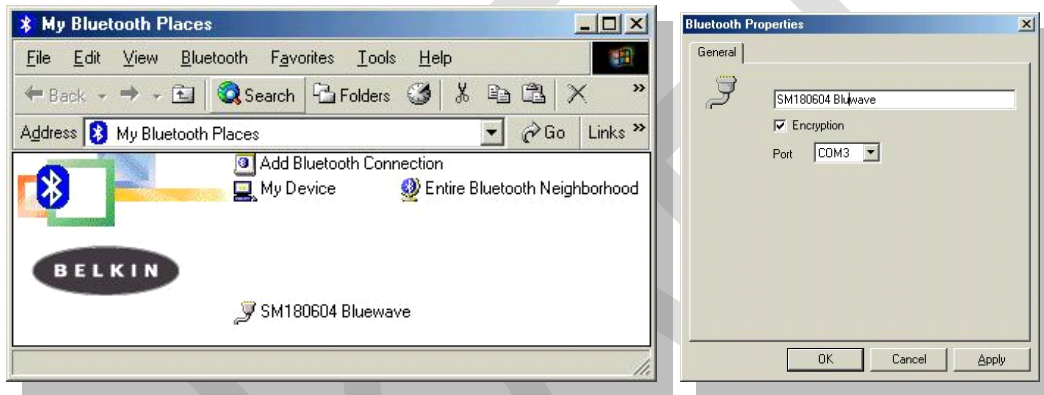 My Bluetooth Places
File Edit View Bluetooth Favorites Tools Help
Back Search Folders »
Address My Bluetooth Places Go Links »
Add Bluetooth Connection
My Device Entire Bluetooth Neighborhood
BELKIN
SM180604 Bluewave
Bluetooth Properties
General
SM180604 Bluwave
Encryption
Port COM3
OK Cancel Apply